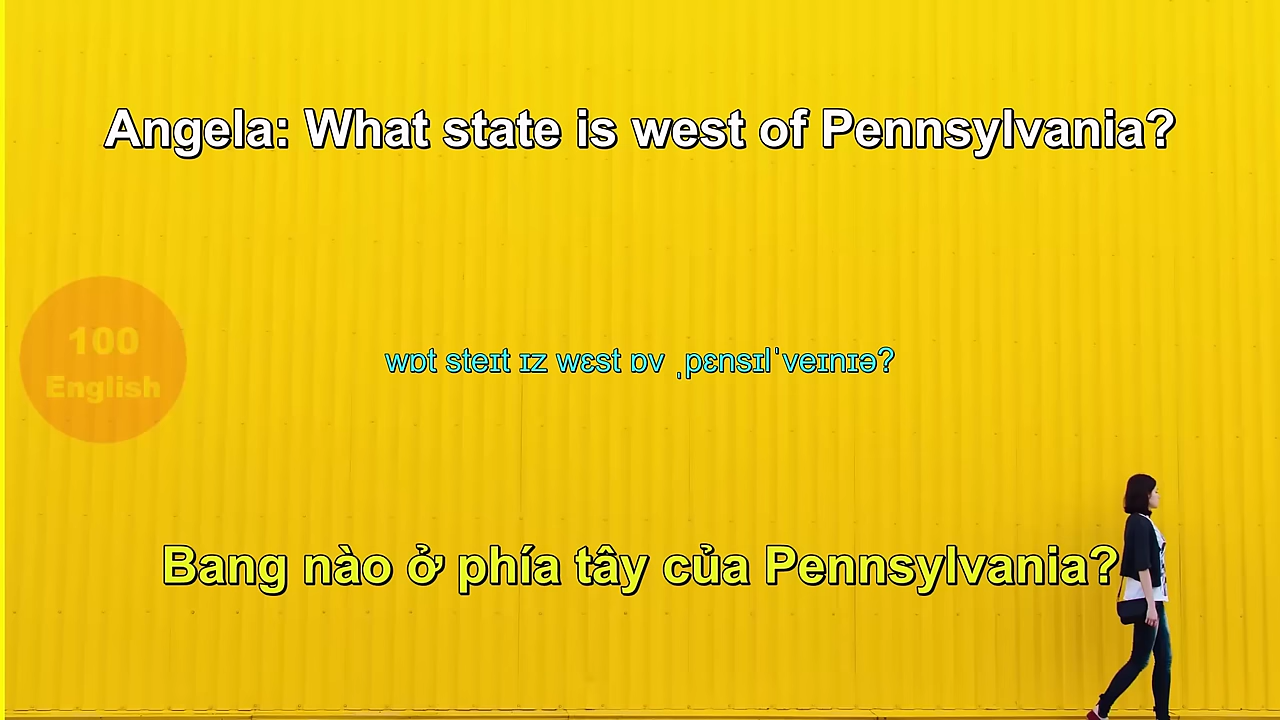 Angela: What state is west of Pennsylvania?
100
English
wɒt steɪt ɪz wɛst ɒv ˌpɛnsɪlˈveɪnɪə?
Bang nào ở phía tây của Pennsylvania?